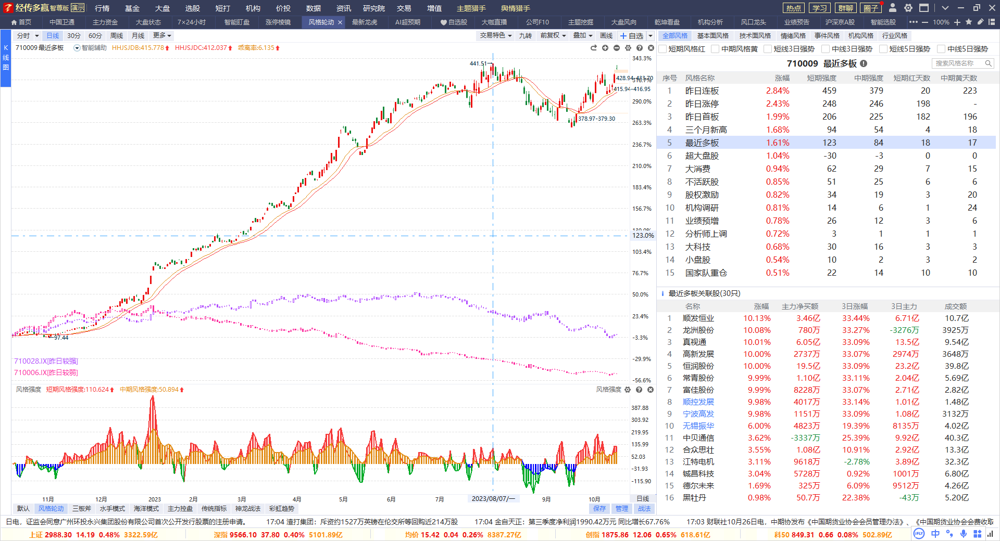 经传多赢 智尊版 演示 行情 基金 大盘 选股 短打 机构 价投 数据 资讯 研究院 交易 增值 主题猎手 舆情猎手 热点 学习 群聊 圈子
首页 中国卫通 主力资金 大盘状态 7×24小时 智能盯盘 涨停棱镜 风格轮动 × 最新龙虎 AI超预期 自选股 大咖直播 公司F10 主题挖掘 大盘风向 乾坤看盘 机构分析 风口龙头 业绩预告 沪深京A股 智能选股 100%
K线图
分时 日线 30分 60分 周线 月线 更多 交易特色 九转 前复权 叠加 画线 +自选
710009 最近多板 智能辅助 HHJSJDB:415.778 HHJSJDC:412.037 乖离率:6.135
343.3%
316.7%
290.0%
263.3%
236.7%
210.0%
183.4%
156.7%
130.0%
123.0%
103.4%
76.7%
50.0%
23.4%
-3.3%
-29.9%
-56.6%
441.51
428.94-433.70
415.94-416.95
378.97-379.30
97.44
710028.IX[昨日较强]
710006.IX[昨日较弱]
风格强度 短期风格强度:110.624 中期风格强度:50.894 风格强度
387.88
303.92
219.95
135.99
52.03
-31.93
-115.90
11月 12月 2023 2月 3月 4月 5月 6月 7月 2023/08/07/一 9月 10月 日线
默认 风格轮动 三板斧 水手模式 海洋模式 主力控盘 传统指标 神龙战法 彩虹趋势 保存 管理 战法
全部风格 基本面风格 技术面风格 情绪风格 事件风格 机构风格 行业风格
短期风格红 中期风格黄 短线3日强势 中线3日强势 短线5日强势 中线5日强势
710009 最近多板 搜索风格名称
序号 风格名称 涨幅 短期强度 中期强度 短期红天数 中期黄天数
1 昨日连板 2.84% 459 379 20 223
2 昨日涨停 2.43% 248 246 198 -
3 昨日首板 1.99% 206 225 182 196
4 三个月新高 1.68% 94 54 4 18
5 最近多板 1.61% 123 84 18 17
6 超大盘股 1.04% -30 -3 0 0
7 大消费 0.94% 62 29 7 15
8 不活跃股 0.85% 51 25 6 6
9 股权激励 0.82% 34 19 3 20
10 机构调研 0.81% 14 6 1 24
11 业绩预增 0.78% 26 12 3 6
12 分析师上调 0.72% 3 1 1 1
13 大科技 0.68% 30 16 3 3
14 小盘股 0.54% 10 2 3 2
15 国家队重仓 0.51% 22 14 10 10
最近多板关联股(30只)
名称 涨幅 主力净买额 3日涨幅 3日主力 成交额
1 顺发恒业 10.13% 3.46亿 33.44% 6.71亿 10.7亿
2 龙洲股份 10.08% 780万 33.27% -3276万 3925万
3 真视通 10.01% 6.05亿 33.09% 13.5亿 9.54亿
4 高新发展 10.00% 2737万 33.07% 2974万 3648万
5 恒润股份 10.00% 19.5亿 33.09% 23.2亿 39.8亿
6 常青股份 9.99% 1.10亿 33.11% 2.04亿 5.69亿
7 富佳股份 9.99% 8228万 33.07% 2.71亿 2.82亿
8 顺控发展 9.98% 4017万 33.14% 1.01亿 1.48亿
9 宁波高发 9.98% 1151万 33.09% 1.08亿 3132万
10 无锡振华 6.00% 4823万 19.39% 8135万 4.02亿
11 中贝通信 3.62% -3337万 25.39% 9.92亿 40.3亿
12 合众思壮 3.55% 1.08亿 10.91% 2.92亿 13.3亿
13 江特电机 3.11% 9618万 -2.78% 3.89亿 32.3亿
14 铖昌科技 3.04% 5728万 0.92% 1001万 6.80亿
15 德尔未来 1.69% 325万 6.09% 9512万 4.26亿
16 黑牡丹 0.98% 50.7万 22.38% -43万 5.20亿
日电，证监会同意广州环投永兴集团股份有限公司首次公开发行股票的注册申请。 17:04 渣打集团：斥资约1527万英镑在伦交所等回购近214万股 17:04 金自天正：第三季度净利润1990.42万元 同比增长67.76% 17:03 财联社10月26日电，中期协发布《中国期货业协会会员管理办法》、《中国期货业协会会费收取
上证 2988.30 14.19 0.48% 3322.59亿 深指 9566.10 37.80 0.40% 5101.89亿 均价 15.42 0.04 0.26% 8387.27亿 创指 1875.86 12.06 0.65% 618.61亿 科50 849.31 0.66 0.08% 502.89亿 iFLY 中